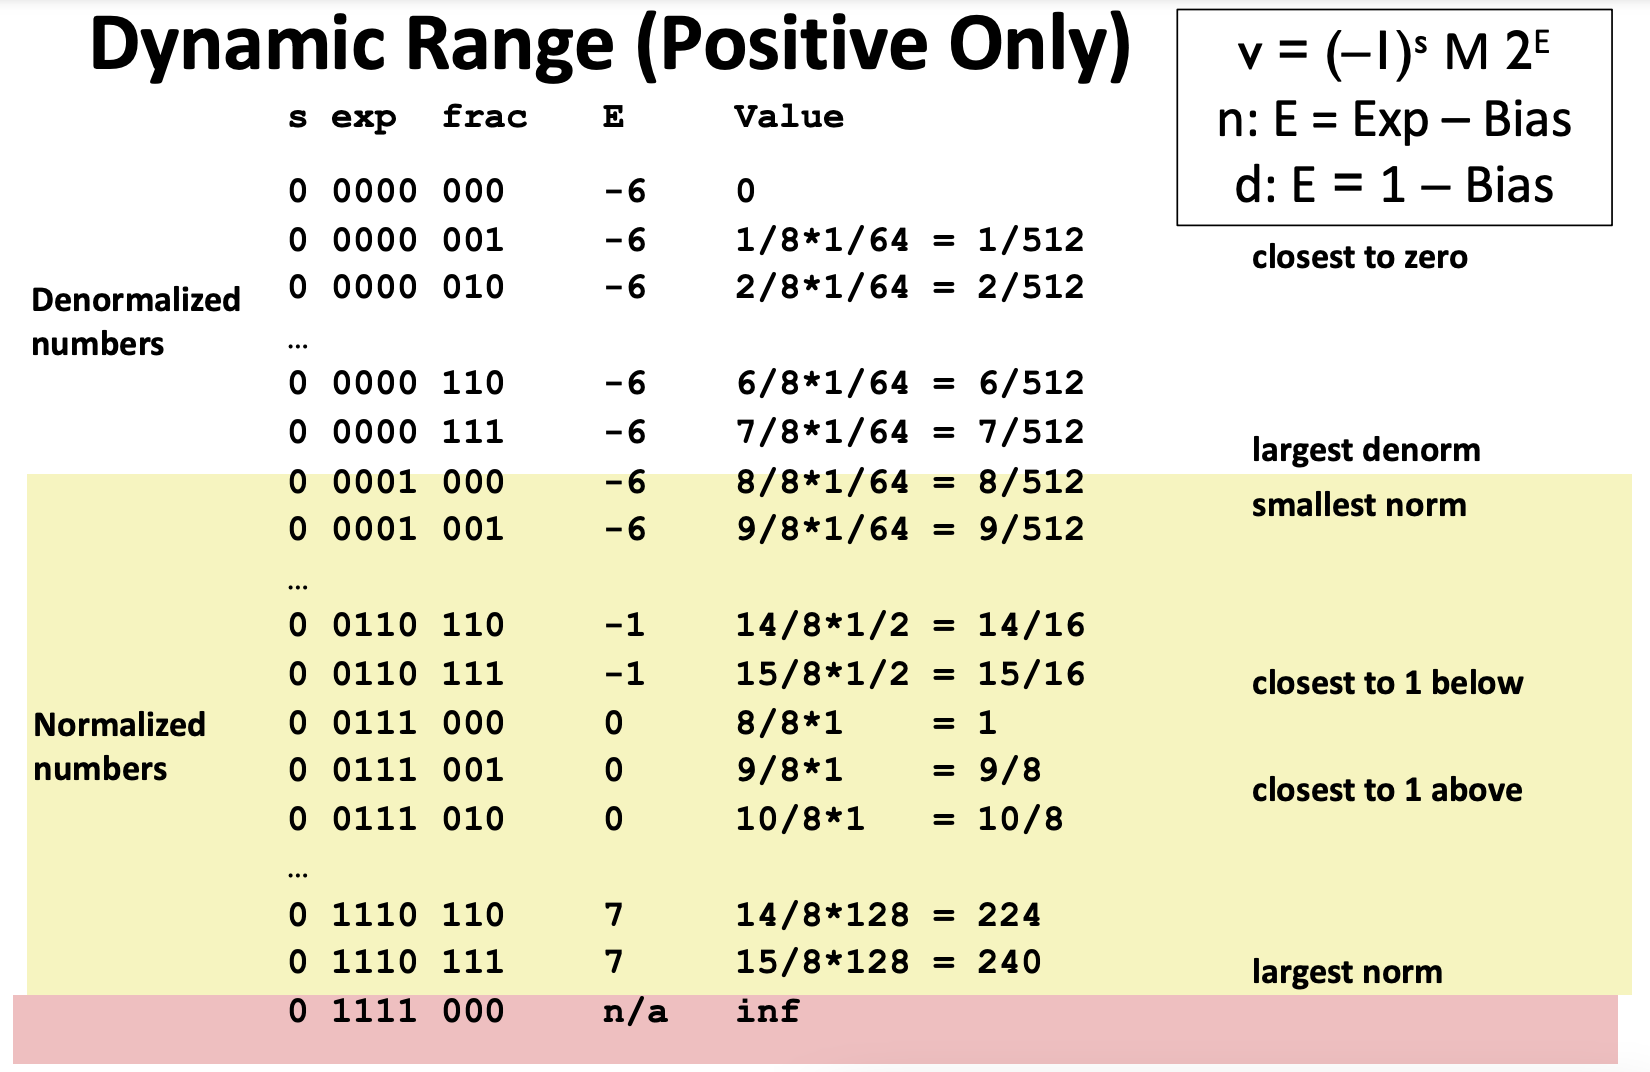 Dynamic Range (Positive Only)
v = (–1)ˢ M 2ᴱ
n: E = Exp – Bias
d: E = 1 – Bias
s exp frac E Value
0 0000 000 -6 0
0 0000 001 -6 1/8*1/64 = 1/512
closest to zero
0 0000 010 -6 2/8*1/64 = 2/512
Denormalized
numbers
…
0 0000 110 -6 6/8*1/64 = 6/512
0 0000 111 -6 7/8*1/64 = 7/512
largest denorm
0 0001 000 -6 8/8*1/64 = 8/512
smallest norm
0 0001 001 -6 9/8*1/64 = 9/512
…
0 0110 110 -1 14/8*1/2 = 14/16
0 0110 111 -1 15/8*1/2 = 15/16
closest to 1 below
Normalized
numbers
0 0111 000 0 8/8*1 = 1
0 0111 001 0 9/8*1 = 9/8
closest to 1 above
0 0111 010 0 10/8*1 = 10/8
…
0 1110 110 7 14/8*128 = 224
0 1110 111 7 15/8*128 = 240
largest norm
0 1111 000 n/a inf